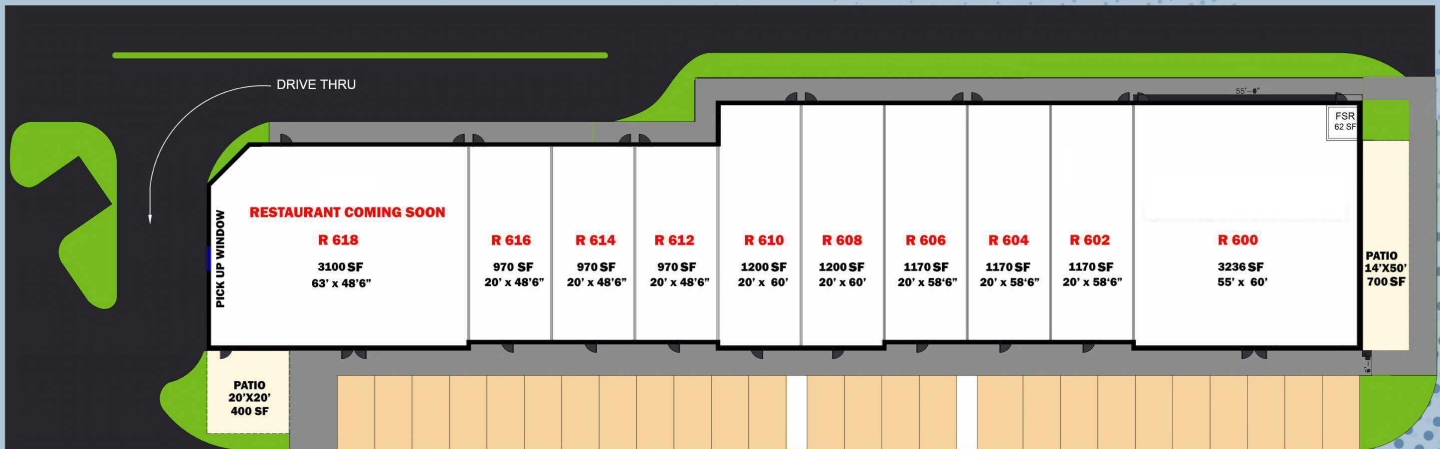 DRIVE THRU
55'-0"
FSR
62 SF
RESTAURANT COMING SOON
PICK UP WINDOW
R 618
3100 SF
63' x 48'6"
R 616
970 SF
20' x 48'6"
R 614
970 SF
20' x 48'6"
R 612
970 SF
20' x 48'6"
R 610
1200 SF
20' x 60'
R 608
1200 SF
20' x 60'
R 606
1170 SF
20' x 58'6"
R 604
1170 SF
20' x 58'6"
R 602
1170 SF
20' x 58'6"
R 600
3236 SF
55' x 60'
PATIO
14'X50'
700 SF
PATIO
20'X20'
400 SF